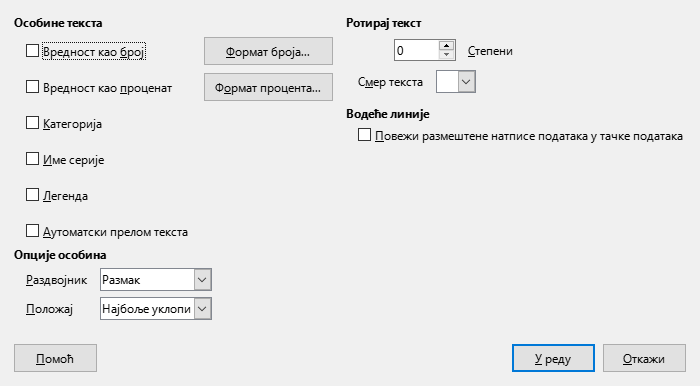 Особине текста
Вредност као број
Формат броја...
Вредност као проценат
Формат процента...
Категорија
Име серије
Легенда
Аутоматски прелом текста
Опције особина
Раздвојник
Размак
Положај
Најбоље уклопи
Ротирај текст
0
Степени
Смер текста
Водеће линије
Повежи размештене натписе података у тачке података
Помоћ
У реду
Откажи